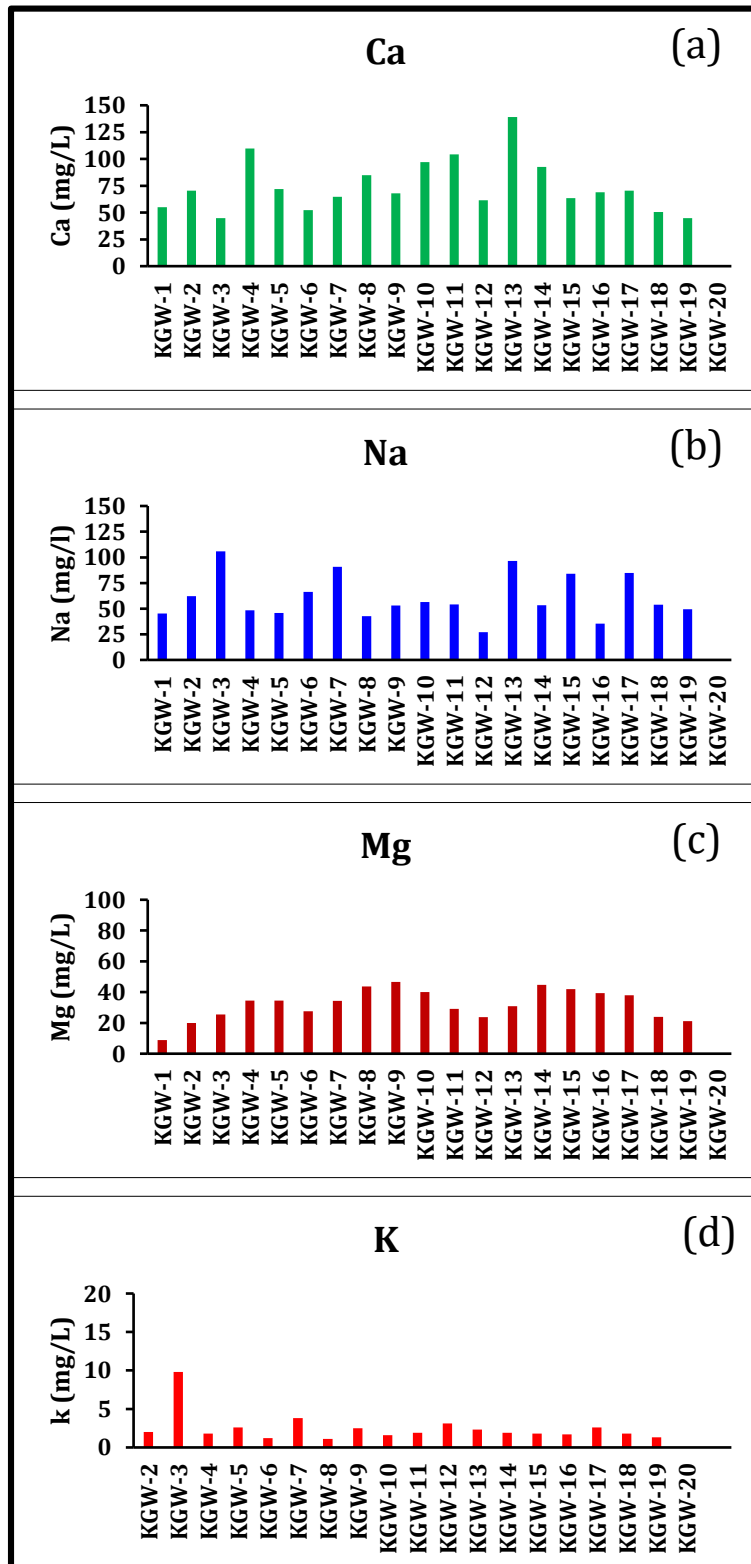 Ca
(a)
Ca (mg/L)
150
125
100
75
50
25
0
KGW-1
KGW-2
KGW-3
KGW-4
KGW-5
KGW-6
KGW-7
KGW-8
KGW-9
KGW-10
KGW-11
KGW-12
KGW-13
KGW-14
KGW-15
KGW-16
KGW-17
KGW-18
KGW-19
KGW-20
Na
(b)
Na (mg/l)
150
125
100
75
50
25
0
KGW-1
KGW-2
KGW-3
KGW-4
KGW-5
KGW-6
KGW-7
KGW-8
KGW-9
KGW-10
KGW-11
KGW-12
KGW-13
KGW-14
KGW-15
KGW-16
KGW-17
KGW-18
KGW-19
KGW-20
Mg
(c)
Mg (mg/L)
100
80
60
40
20
0
KGW-1
KGW-2
KGW-3
KGW-4
KGW-5
KGW-6
KGW-7
KGW-8
KGW-9
KGW-10
KGW-11
KGW-12
KGW-13
KGW-14
KGW-15
KGW-16
KGW-17
KGW-18
KGW-19
KGW-20
K
(d)
k (mg/L)
20
15
10
5
0
KGW-2
KGW-3
KGW-4
KGW-5
KGW-6
KGW-7
KGW-8
KGW-9
KGW-10
KGW-11
KGW-12
KGW-13
KGW-14
KGW-15
KGW-16
KGW-17
KGW-18
KGW-19
KGW-20